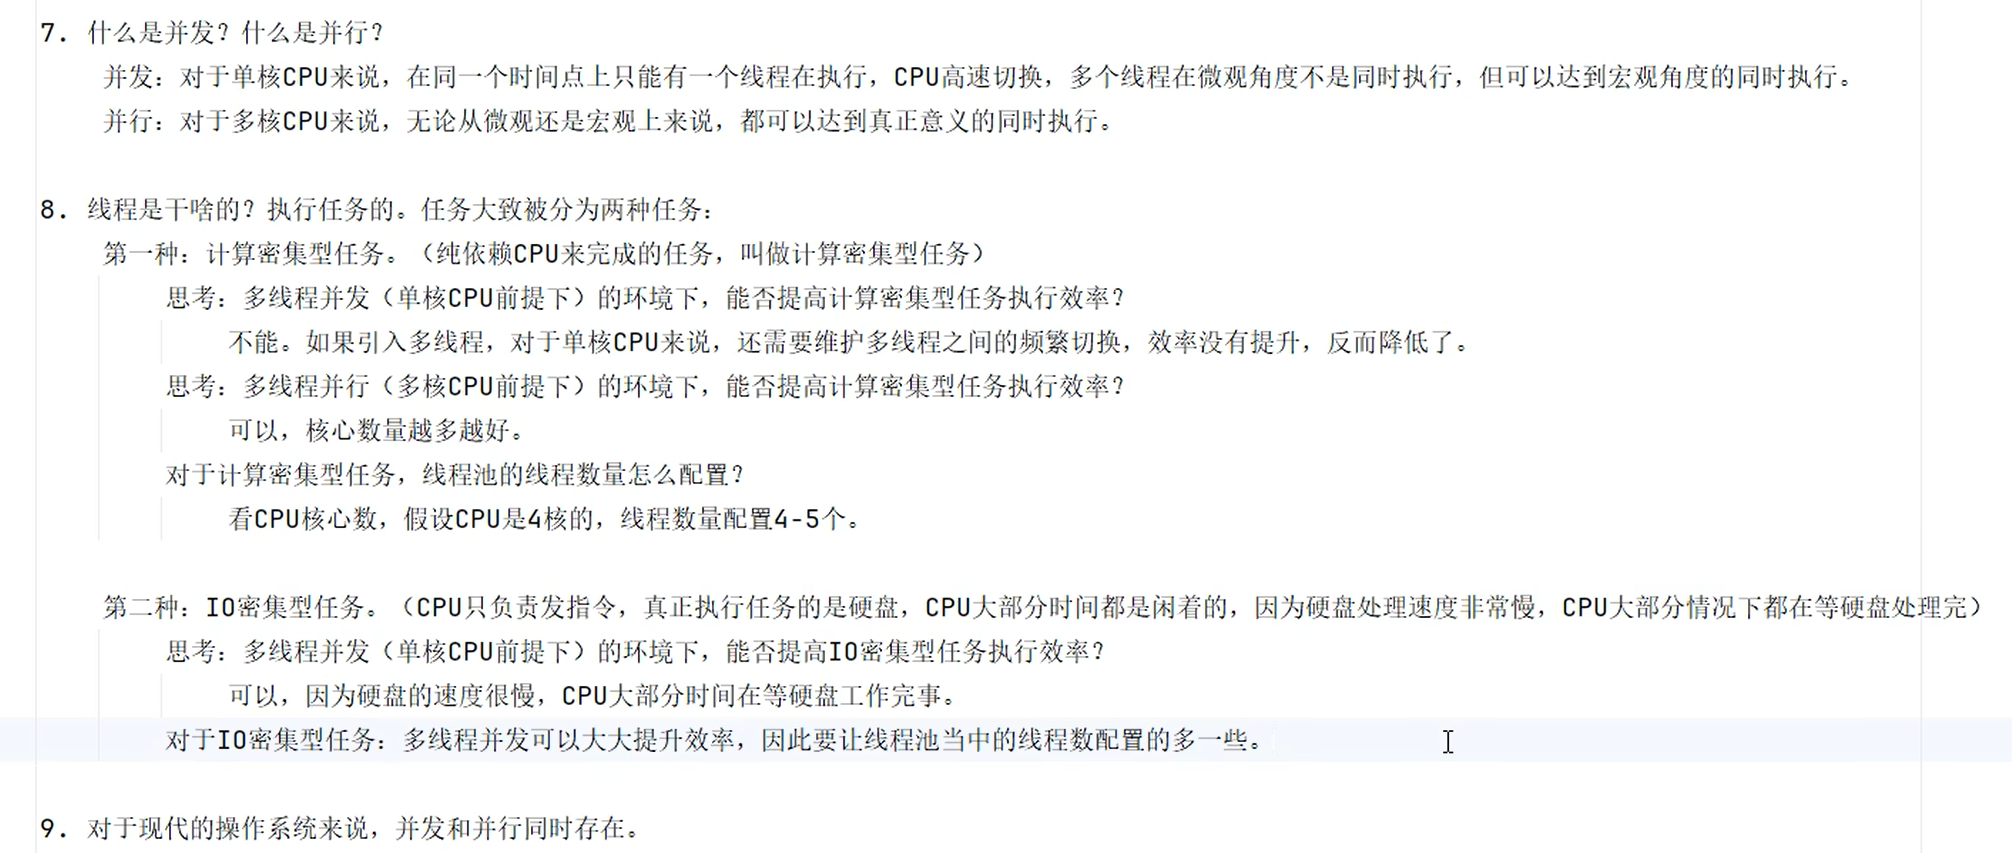 7. 什么是并发？什么是并行？
并发：对于单核CPU来说，在同一个时间点上只能有一个线程在执行，CPU高速切换，多个线程在微观角度不是同时执行，但可以达到宏观角度的同时执行。
并行：对于多核CPU来说，无论从微观还是宏观上来说，都可以达到真正意义的同时执行。
8. 线程是干啥的？执行任务的。任务大致被分为两种任务：
第一种：计算密集型任务。（纯依赖CPU来完成的任务，叫做计算密集型任务）
思考：多线程并发（单核CPU前提下）的环境下，能否提高计算密集型任务执行效率？
不能。如果引入多线程，对于单核CPU来说，还需要维护多线程之间的频繁切换，效率没有提升，反而降低了。
思考：多线程并行（多核CPU前提下）的环境下，能否提高计算密集型任务执行效率？
可以，核心数量越多越好。
对于计算密集型任务，线程池的线程数量怎么配置？
看CPU核心数，假设CPU是4核的，线程数量配置4-5个。
第二种：IO密集型任务。（CPU只负责发指令，真正执行任务的是硬盘，CPU大部分时间都是闲着的，因为硬盘处理速度非常慢，CPU大部分情况下都在等硬盘处理完）
思考：多线程并发（单核CPU前提下）的环境下，能否提高IO密集型任务执行效率？
可以，因为硬盘的速度很慢，CPU大部分时间在等硬盘工作完事。
对于IO密集型任务：多线程并发可以大大提升效率，因此要让线程池当中的线程数配置的多一些。
9. 对于现代的操作系统来说，并发和并行同时存在。